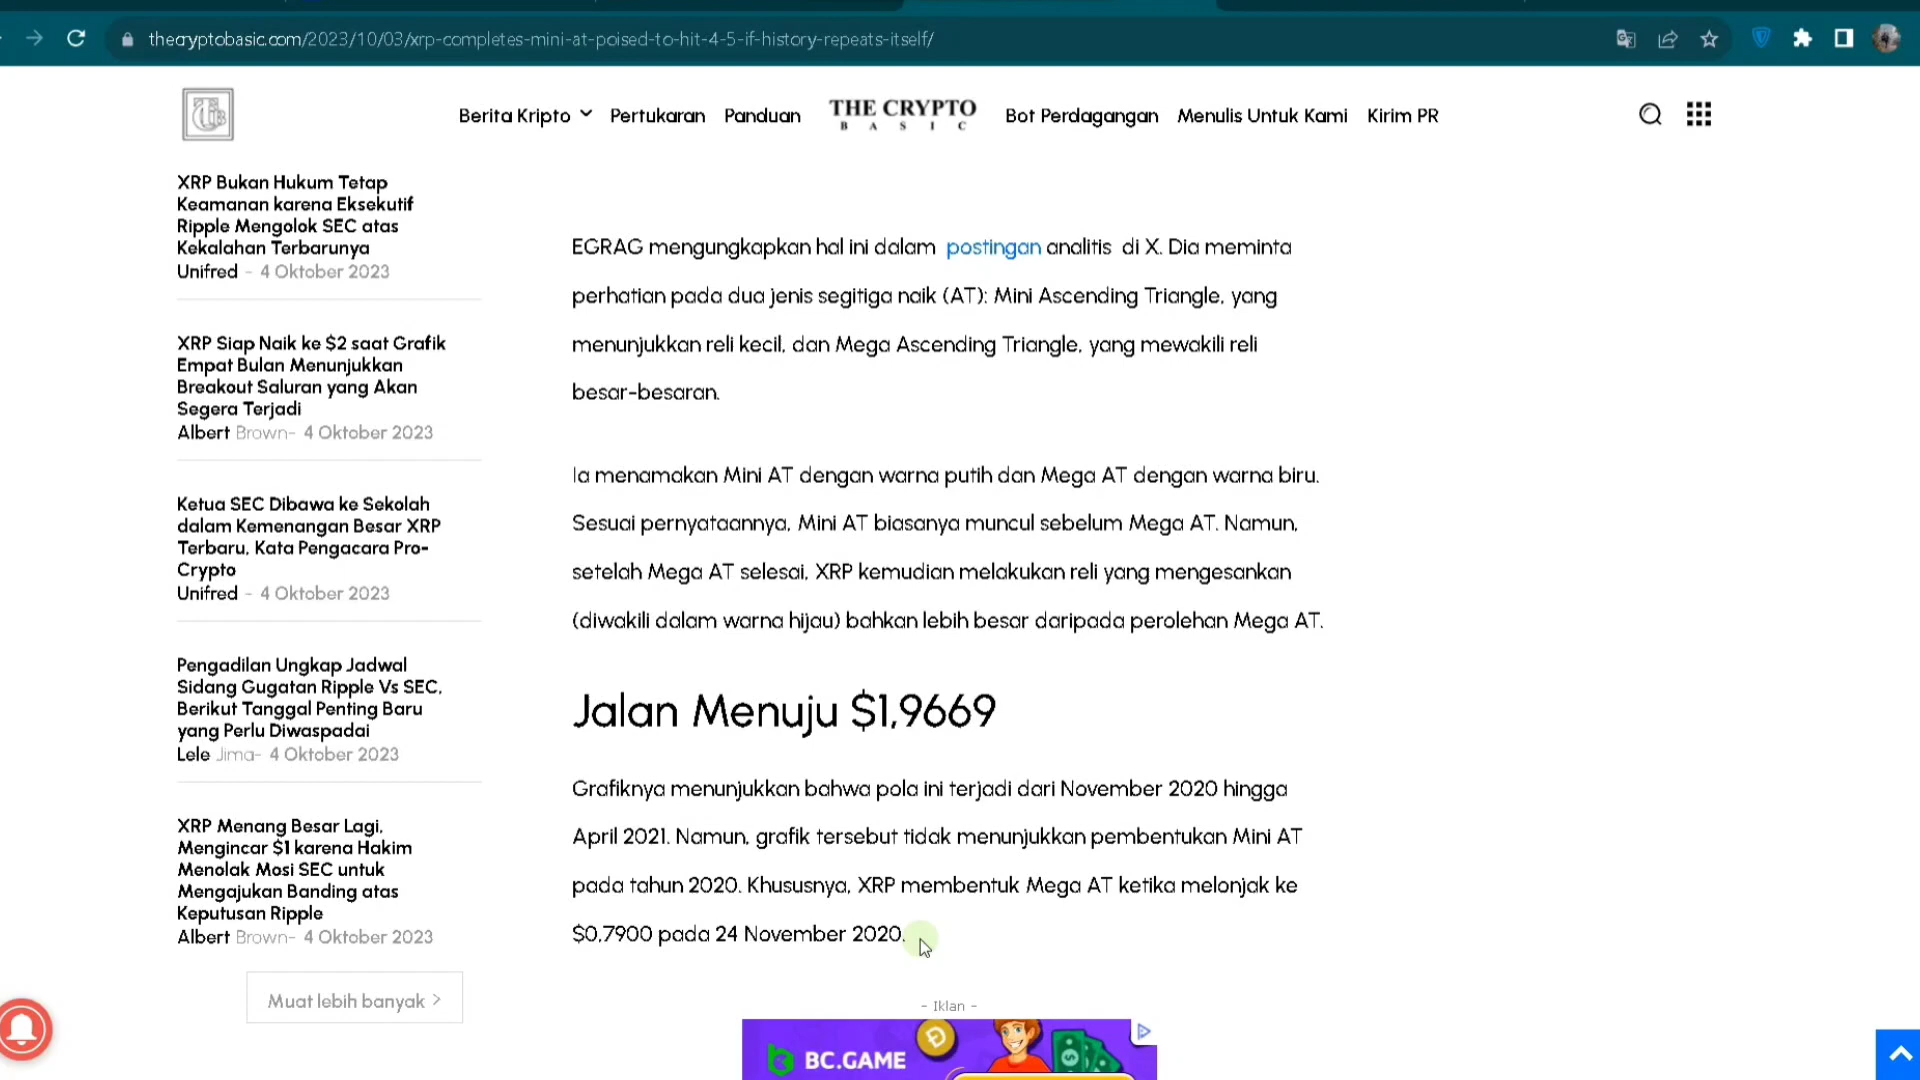 thecryptobasic.com/2023/10/03/xrp-completes-mini-at-poised-to-hit-4-5-if-history-repeats-itself/
Berita Kripto
Pertukaran
Panduan
THE CRYPTO
BASIC
Bot Perdagangan
Menulis Untuk Kami
Kirim PR
XRP Bukan Hukum Tetap
Keamanan karena Eksekutif
Ripple Mengolok SEC atas
Kekalahan Terbarunya
Unifred - 4 Oktober 2023
XRP Siap Naik ke $2 saat Grafik
Empat Bulan Menunjukkan
Breakout Saluran yang Akan
Segera Terjadi
Albert Brown- 4 Oktober 2023
Ketua SEC Dibawa ke Sekolah
dalam Kemenangan Besar XRP
Terbaru, Kata Pengacara Pro-
Crypto
Unifred - 4 Oktober 2023
Pengadilan Ungkap Jadwal
Sidang Gugatan Ripple Vs SEC,
Berikut Tanggal Penting Baru
yang Perlu Diwaspadai
Lele Jima- 4 Oktober 2023
XRP Menang Besar Lagi,
Mengincar $1 karena Hakim
Menolak Mosi SEC untuk
Mengajukan Banding atas
Keputusan Ripple
Albert Brown- 4 Oktober 2023
Muat lebih banyak >
EGRAG mengungkapkan hal ini dalam postingan analitis di X. Dia meminta
perhatian pada dua jenis segitiga naik (AT): Mini Ascending Triangle, yang
menunjukkan reli kecil, dan Mega Ascending Triangle, yang mewakili reli
besar-besaran.
Ia menamakan Mini AT dengan warna putih dan Mega AT dengan warna biru.
Sesuai pernyataannya, Mini AT biasanya muncul sebelum Mega AT. Namun,
setelah Mega AT selesai, XRP kemudian melakukan reli yang mengesankan
(diwakili dalam warna hijau) bahkan lebih besar daripada perolehan Mega AT.
Jalan Menuju $1,9669
Grafiknya menunjukkan bahwa pola ini terjadi dari November 2020 hingga
April 2021. Namun, grafik tersebut tidak menunjukkan pembentukan Mini AT
pada tahun 2020. Khususnya, XRP membentuk Mega AT ketika melonjak ke
$0,7900 pada 24 November 2020.
- Iklan -
BC.GAME